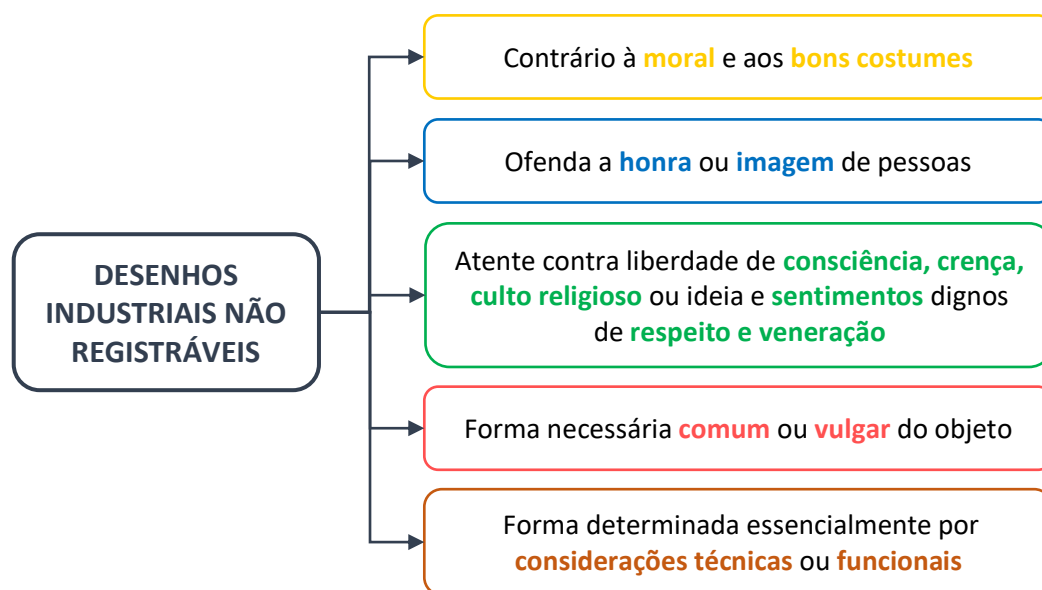 Contrário à moral e aos bons costumes
Ofenda a honra ou imagem de pessoas
DESENHOS
INDUSTRIAIS NÃO
REGISTRÁVEIS
Atente contra liberdade de consciência, crença,
culto religioso ou ideia e sentimentos dignos
de respeito e veneração
Forma necessária comum ou vulgar do objeto
Forma determinada essencialmente por
considerações técnicas ou funcionais